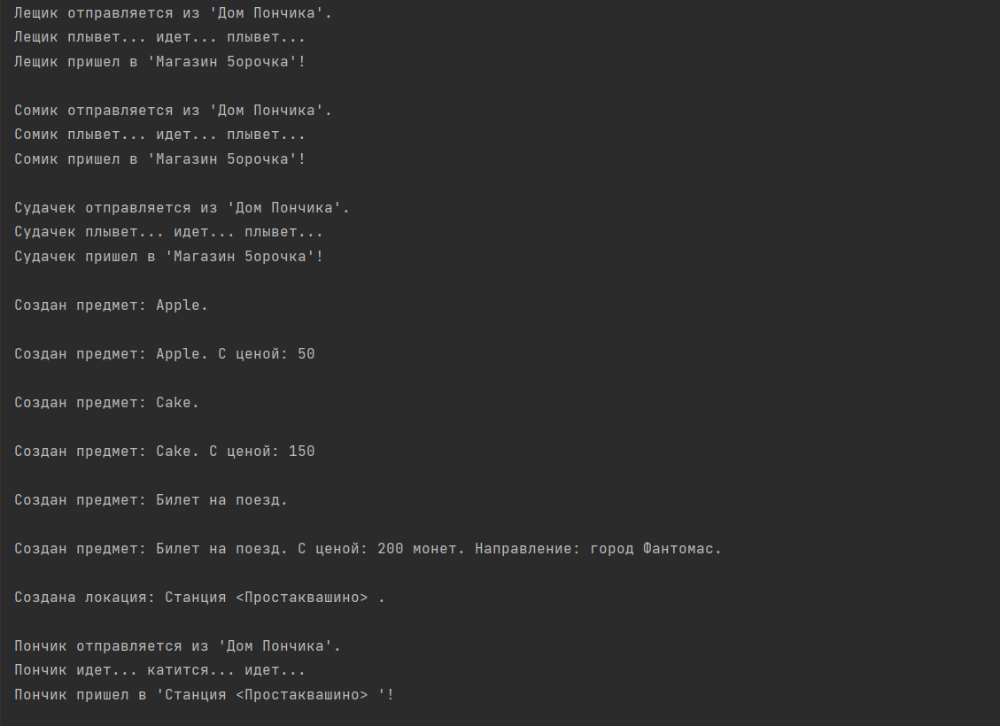 Лещик отправляется из 'Дом Пончика'.
Лещик плывет... идет... плывет...
Лещик пришел в 'Магазин 5орочка'!
Сомик отправляется из 'Дом Пончика'.
Сомик плывет... идет... плывет...
Сомик пришел в 'Магазин 5орочка'!
Судачек отправляется из 'Дом Пончика'.
Судачек плывет... идет... плывет...
Судачек пришел в 'Магазин 5орочка'!
Создан предмет: Apple.
Создан предмет: Apple. С ценой: 50
Создан предмет: Cake.
Создан предмет: Cake. С ценой: 150
Создан предмет: Билет на поезд.
Создан предмет: Билет на поезд. С ценой: 200 монет. Направление: город Фантомас.
Создана локация: Станция <Простаквашино> .
Пончик отправляется из 'Дом Пончика'.
Пончик идет... катится... идет...
Пончик пришел в 'Станция <Простаквашино> '!